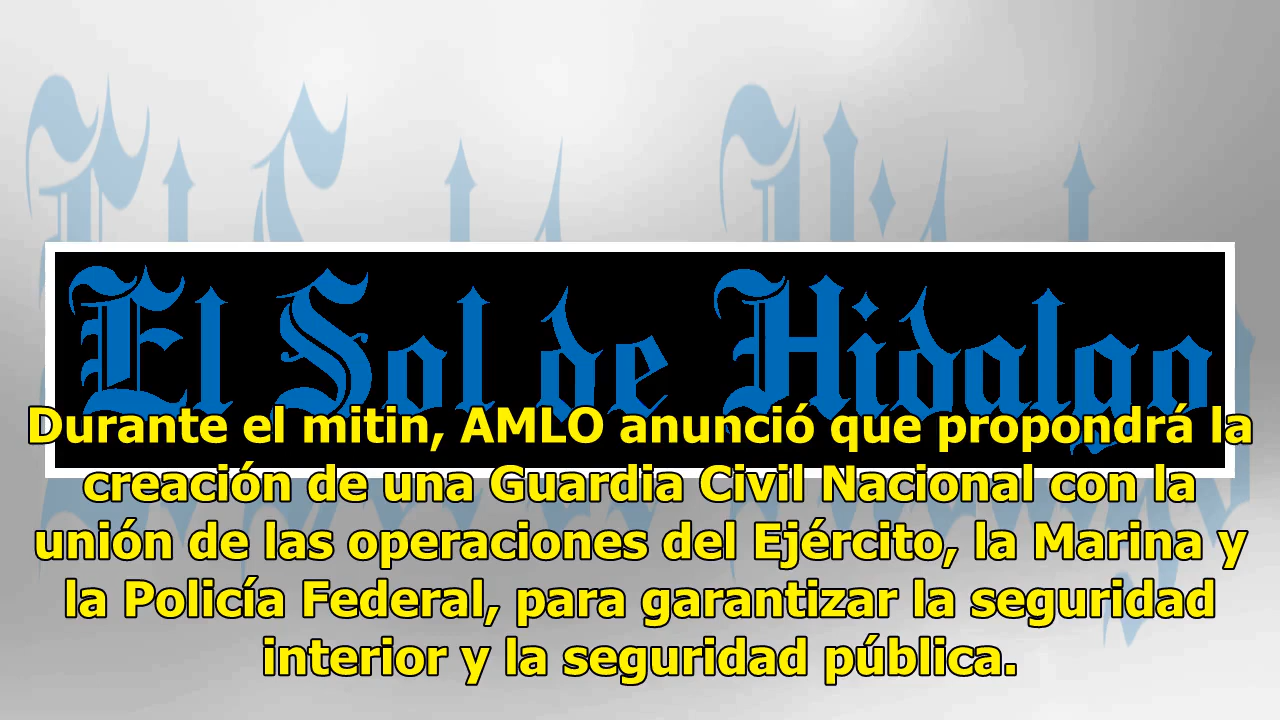 El Sol de Hidalgo
Durante el mitin, AMLO anunció que propondrá la
creación de una Guardia Civil Nacional con la
unión de las operaciones del Ejército, la Marina y
la Policía Federal, para garantizar la seguridad
interior y la seguridad pública.